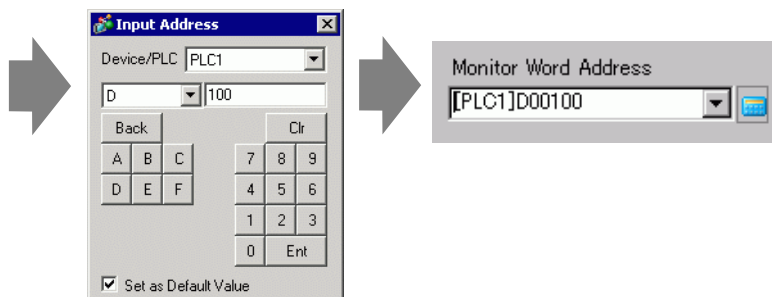 Input Address
Device/PLC PLC1
D 100
Back Clr
A B C 7 8 9
D E F 4 5 6
1 2 3
0 Ent
Set as Default Value
Monitor Word Address
[PLC1]D00100